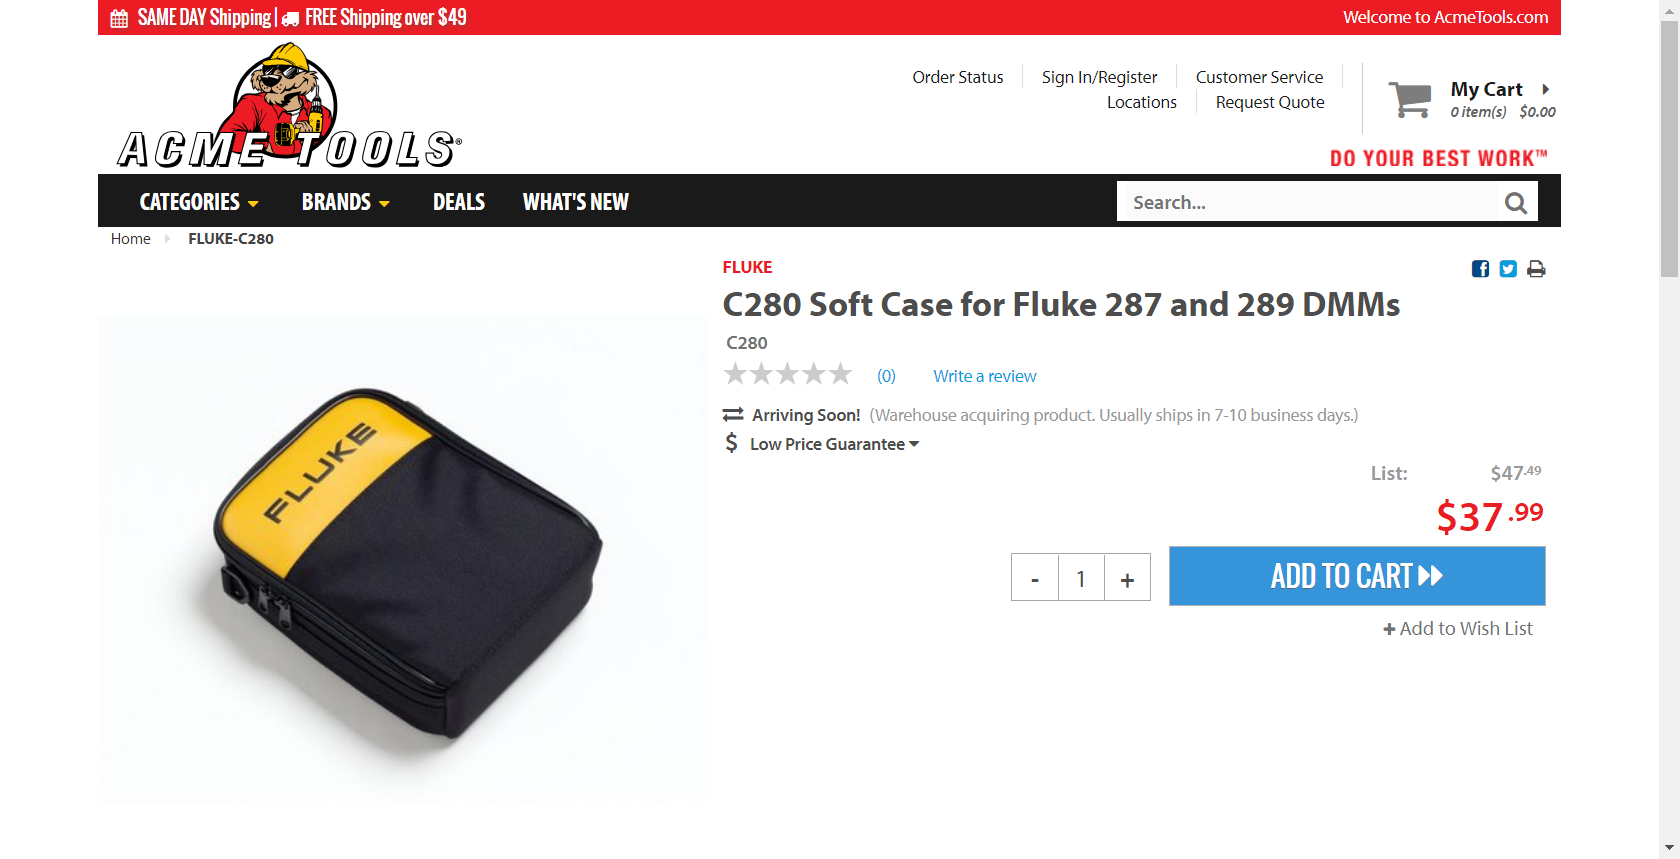 SAME DAY Shipping | FREE Shipping over $49
Welcome to AcmeTools.com
Order Status
Sign In/Register
Customer Service
Locations
Request Quote
My Cart
0 item(s) $0.00
ACME TOOLS®
DO YOUR BEST WORK™
CATEGORIES
BRANDS
DEALS
WHAT'S NEW
Search...
Home
FLUKE-C280
FLUKE
C280 Soft Case for Fluke 287 and 289 DMMs
C280
(0)
Write a review
Arriving Soon! (Warehouse acquiring product. Usually ships in 7-10 business days.)
$ Low Price Guarantee
List: $47.49
$37.99
- 1 +
ADD TO CART
+ Add to Wish List
FLUKE